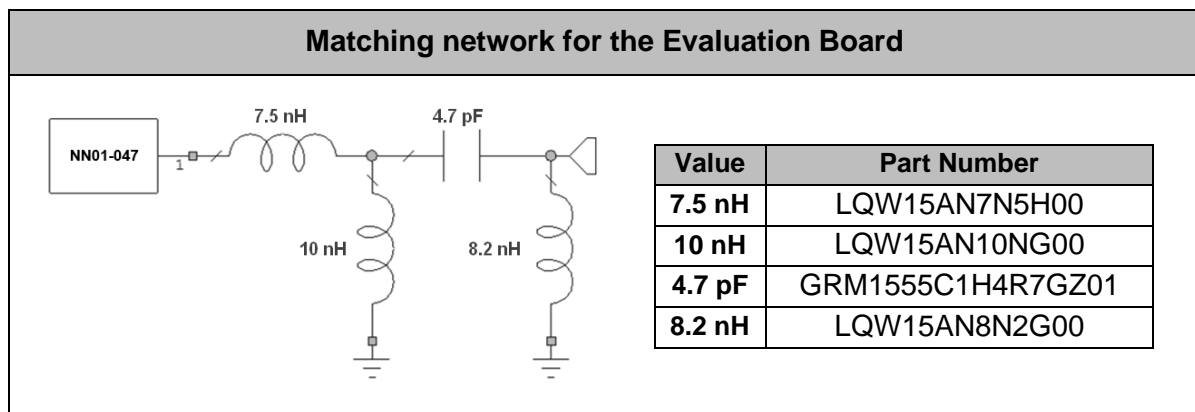 Matching network for the Evaluation Board
7.5 nH
4.7 pF
NN01-047
1
10 nH
8.2 nH
Value Part Number
7.5 nH LQW15AN7N5H00
10 nH LQW15AN10NG00
4.7 pF GRM1555C1H4R7GZ01
8.2 nH LQW15AN8N2G00